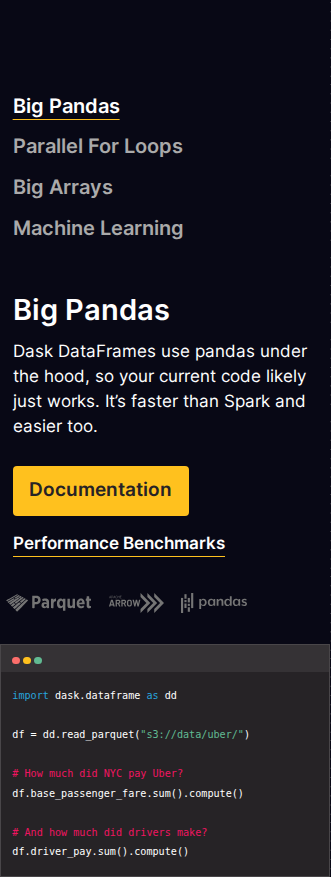 Big Pandas
Parallel For Loops
Big Arrays
Machine Learning
Big Pandas
Dask DataFrames use pandas under
the hood, so your current code likely
just works. It’s faster than Spark and
easier too.
Documentation
Performance Benchmarks
Parquet
ARROW
pandas
import dask.dataframe as dd
df = dd.read_parquet("s3://data/uber/")
# How much did NYC pay Uber?
df.base_passenger_fare.sum().compute()
# And how much did drivers make?
df.driver_pay.sum().compute()